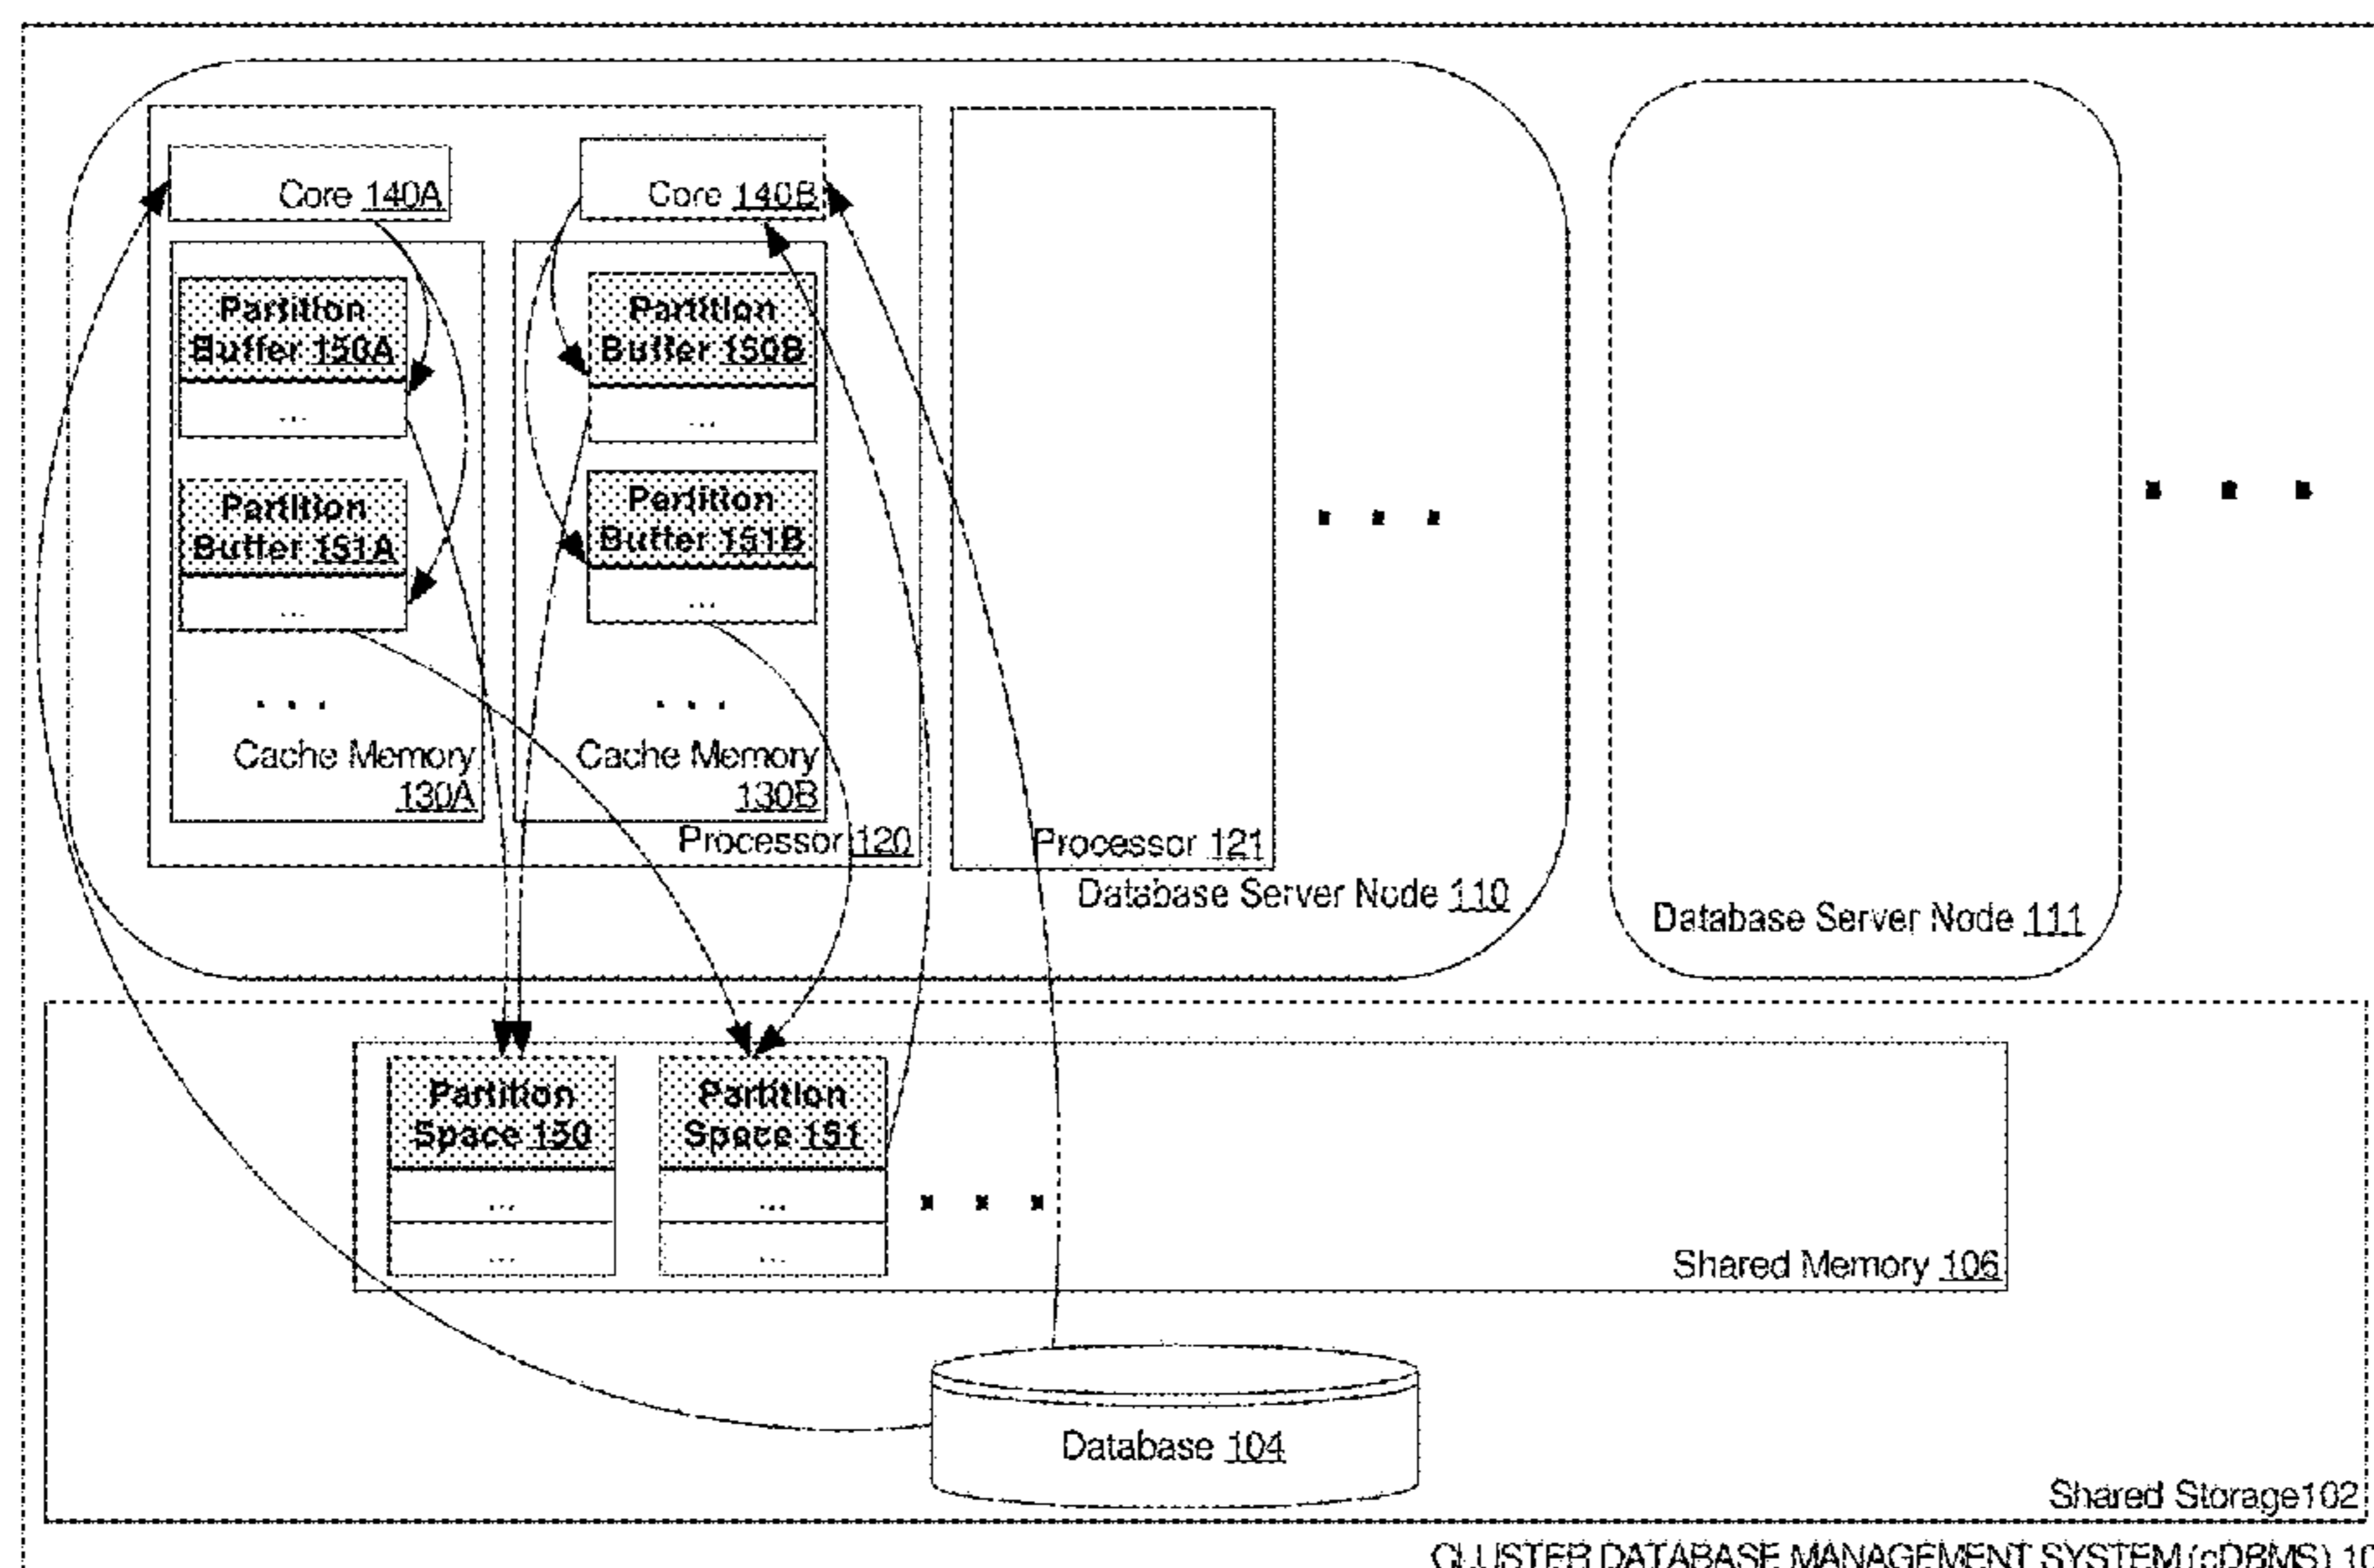 Core 140A
Core 140B
Partition
Buffer 150A
...
Partition
Buffer 150B
...
Partition
Buffer 151A
...
Partition
Buffer 151B
...
. . .
. . .
Cache Memory
130A
Cache Memory
130B
Processor 120
Processor 121
. . .
Database Server Node 110
Database Server Node 111
. . .
Partition
Space 150
...
...
Partition
Space 151
...
...
. . .
Shared Memory 106
Database 104
Shared Storage102
CLUSTER DATABASE MANAGEMENT SYSTEM (cDBMS)